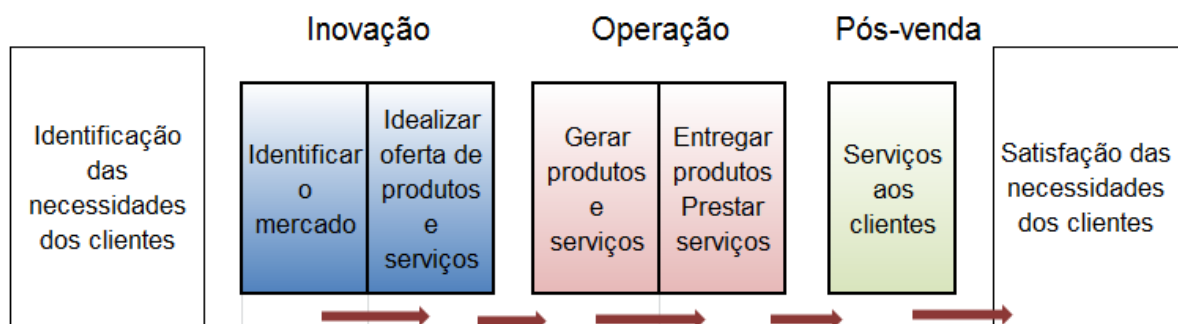 Inovação
Operação
Pós-venda
Identificação
das
necessidades
dos clientes
Identificar
o
mercado
Idealizar
oferta de
produtos
e
serviços
Gerar
produtos
e
serviços
Entregar
produtos
Prestar
serviços
Serviços
aos
clientes
Satisfação das
necessidades
dos clientes